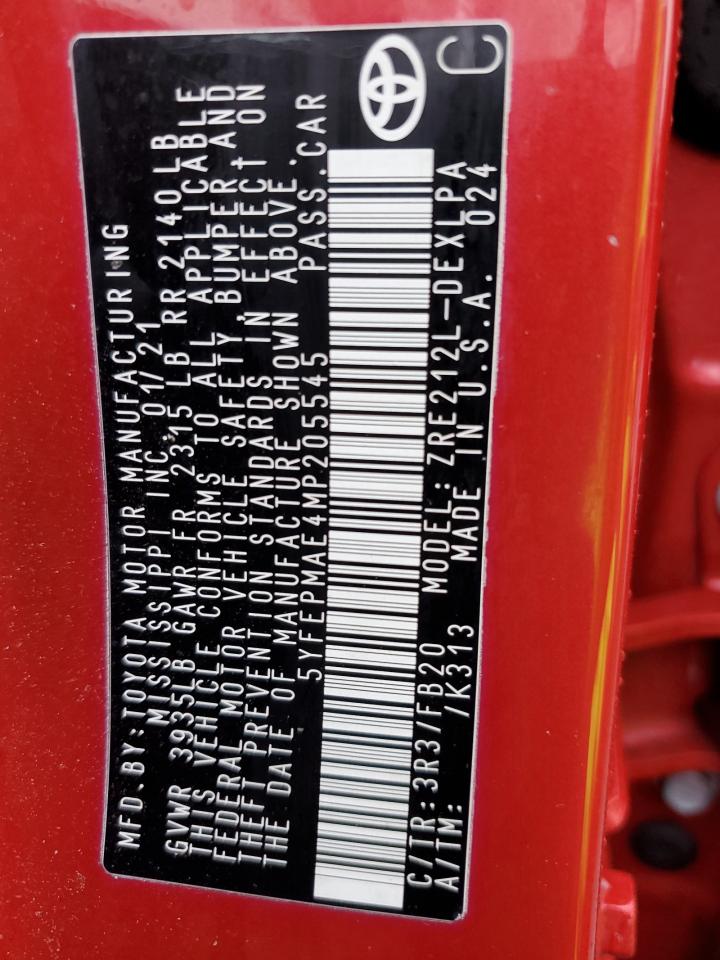 MFD.BY:TOYOTA MOTOR MANUFACTURING
MISSISSIPPI INC. 01/21
GVWR 3935LB GAWR FR 2315 LB RR 2140LB
THIS VEHICLE CONFORMS TO ALL APPLICABLE
FEDERAL MOTOR VEHICLE SAFETY, BUMPER AND
THEFT PREVENTION STANDARDS IN EFFECT ON
THE DATE OF MANUFACTURE SHOWN ABOVE.
5YFEPMAE4MP205545 PASS.CAR
C/TR:3R3/FB20 MODEL:ZRE212L-DEXLPA
A/TM: /K313 MADE IN U.S.A. 024
C